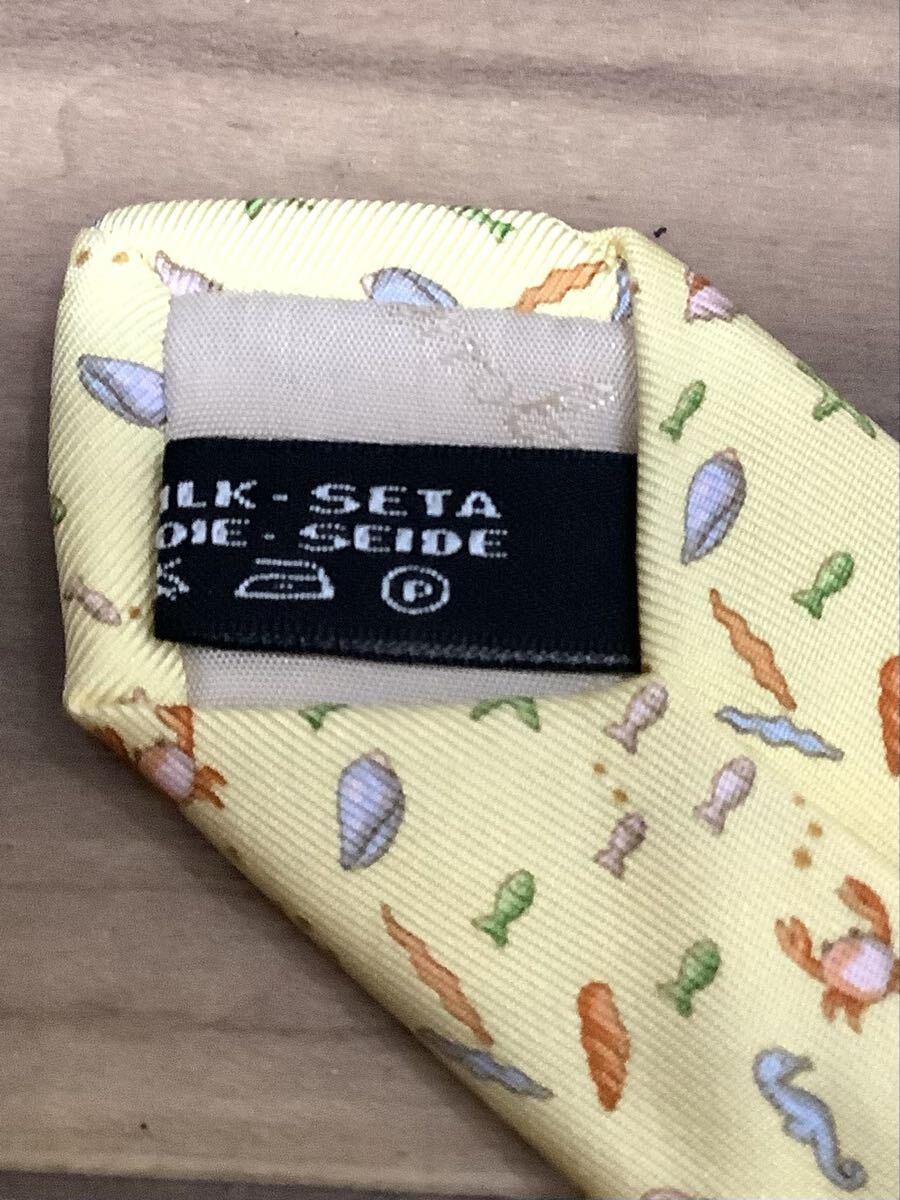 ILK - SETA
OIE - SEIDE
P